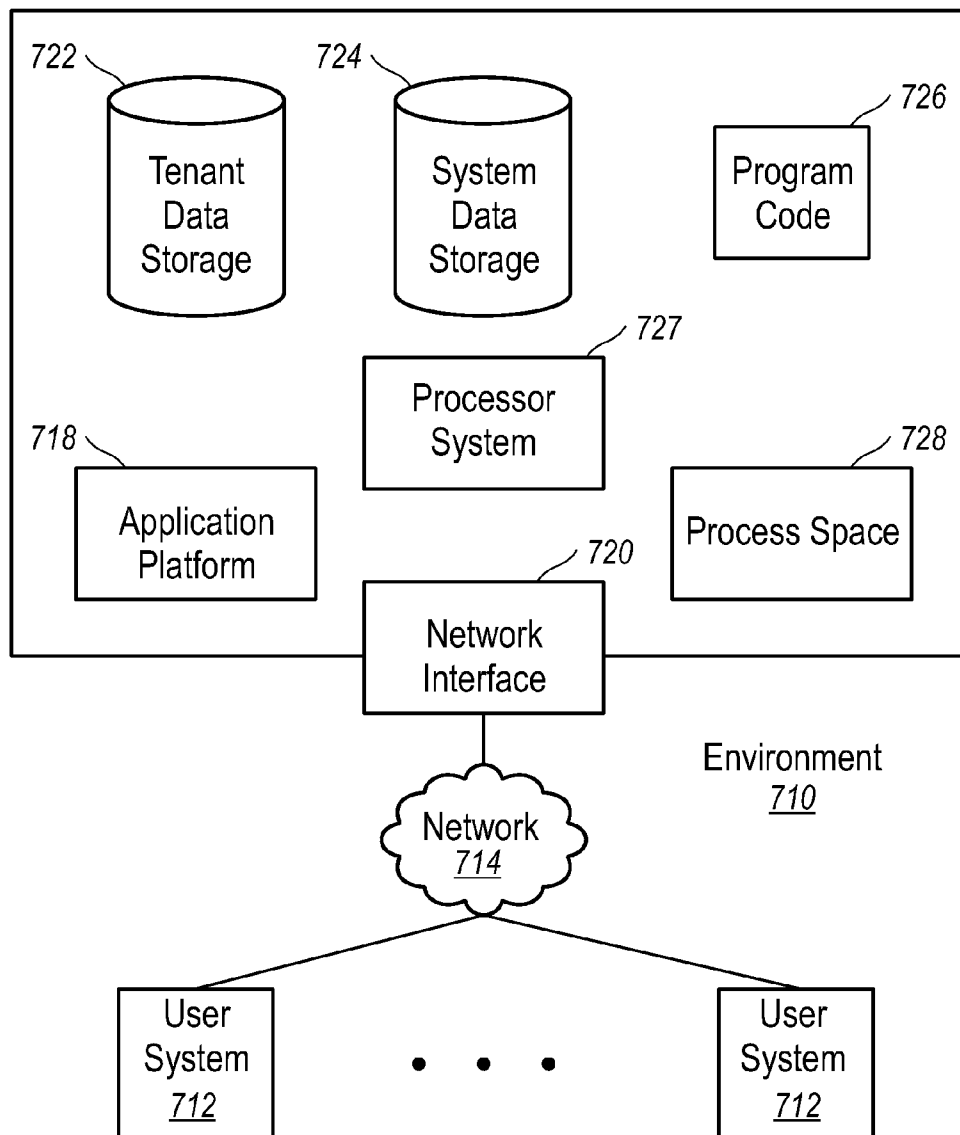 722
724
726
Tenant
Data
Storage
System
Data
Storage
Program
Code
727
Processor
System
718
Application
Platform
728
Process Space
720
Network
Interface
Environment
710
Network
714
User
System
712
User
System
712